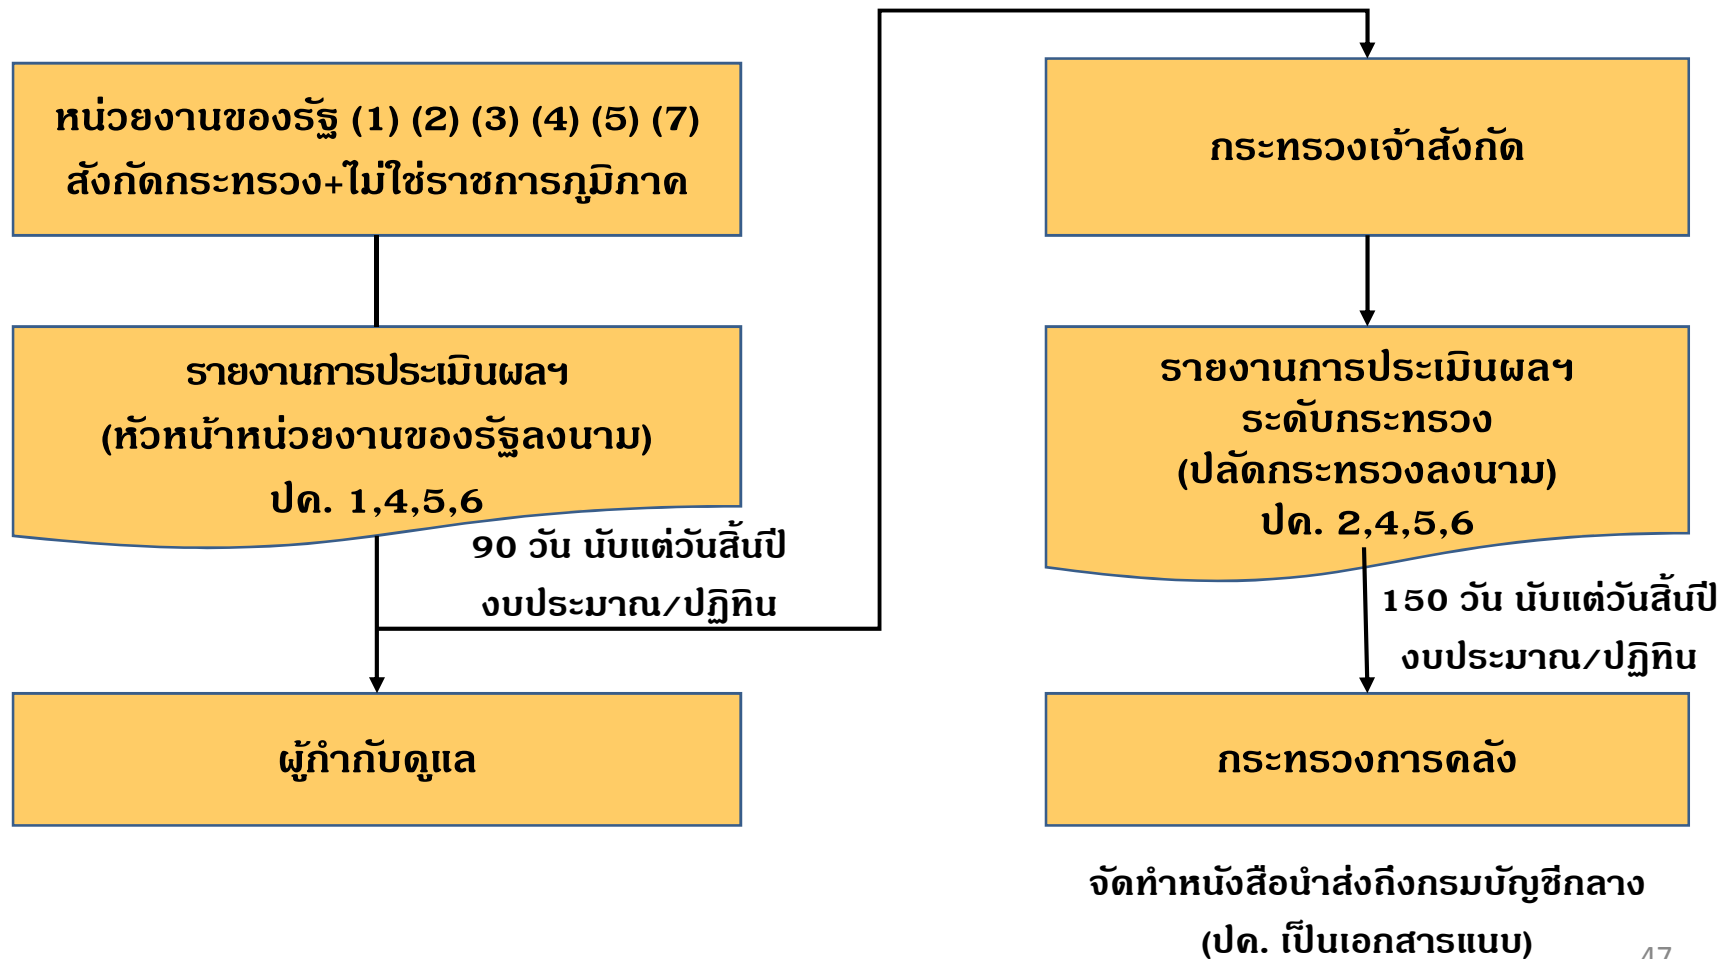 หน่วยงานของรัฐ (1) (2) (3) (4) (5) (7)
สังกัดกระทรวง+ไม่ใช่ราชการภูมิภาค
รายงานการประเมินผลฯ
(หัวหน้าหน่วยงานของรัฐลงนาม)
ปค. 1,4,5,6
90 วัน นับแต่วันสิ้นปี
งบประมาณ/ปฏิทิน
ผู้กำกับดูแล
กระทรวงเจ้าสังกัด
รายงานการประเมินผลฯ
ระดับกระทรวง
(ปลัดกระทรวงลงนาม)
ปค. 2,4,5,6
150 วัน นับแต่วันสิ้นปี
งบประมาณ/ปฏิทิน
กระทรวงการคลัง
จัดทำหนังสือนำส่งถึงกรมบัญชีกลาง
(ปค. เป็นเอกสารแนบ)
47